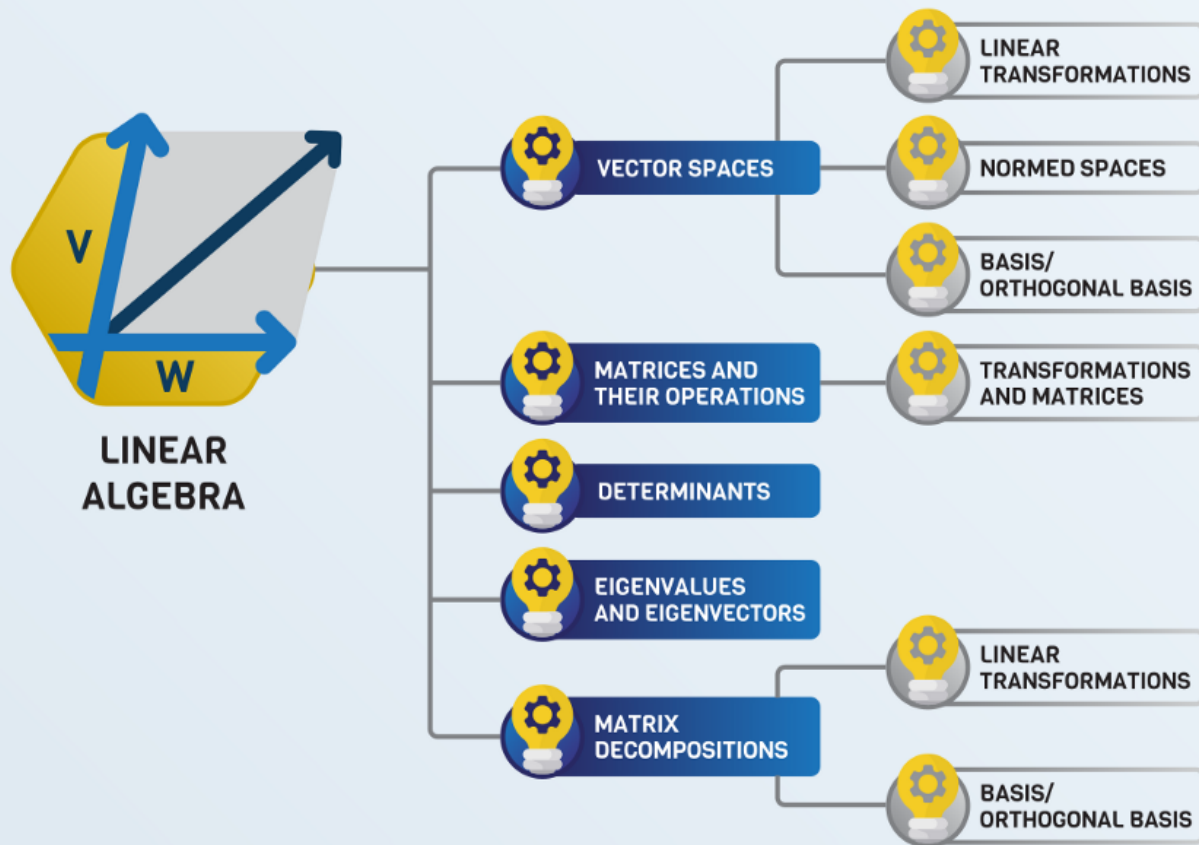 V
W
LINEAR
ALGEBRA
VECTOR SPACES
LINEAR
TRANSFORMATIONS
NORMED SPACES
BASIS/
ORTHOGONAL BASIS
MATRICES AND
THEIR OPERATIONS
TRANSFORMATIONS
AND MATRICES
DETERMINANTS
EIGENVALUES
AND EIGENVECTORS
MATRIX
DECOMPOSITIONS
LINEAR
TRANSFORMATIONS
BASIS/
ORTHOGONAL BASIS